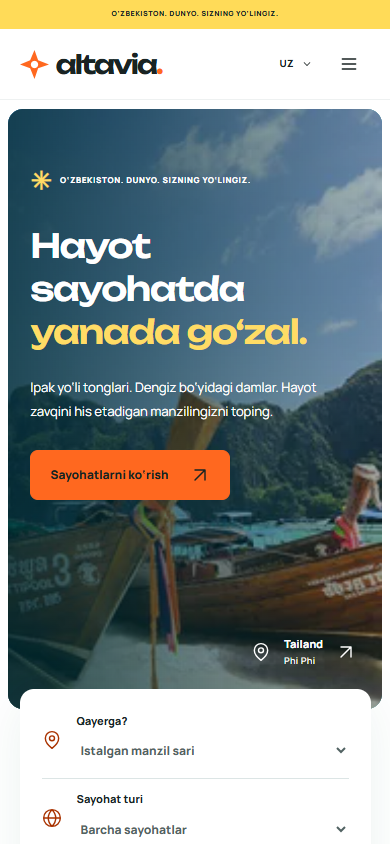 O‘ZBEKISTON. DUNYO. SIZNING YO‘LINGIZ.
altavia.
UZ
O‘ZBEKISTON. DUNYO. SIZNING YO‘LINGIZ.
Hayot
sayohatda
yanada go‘zal.
Ipak yo‘li tonglari. Dengiz bo‘yidagi damlar. Hayot
zavqini his etadigan manzilingizni toping.
Sayohatlarni ko‘rish
Tailand
Phi Phi
Qayerga?
Istalgan manzil sari
Sayohat turi
Barcha sayohatlar